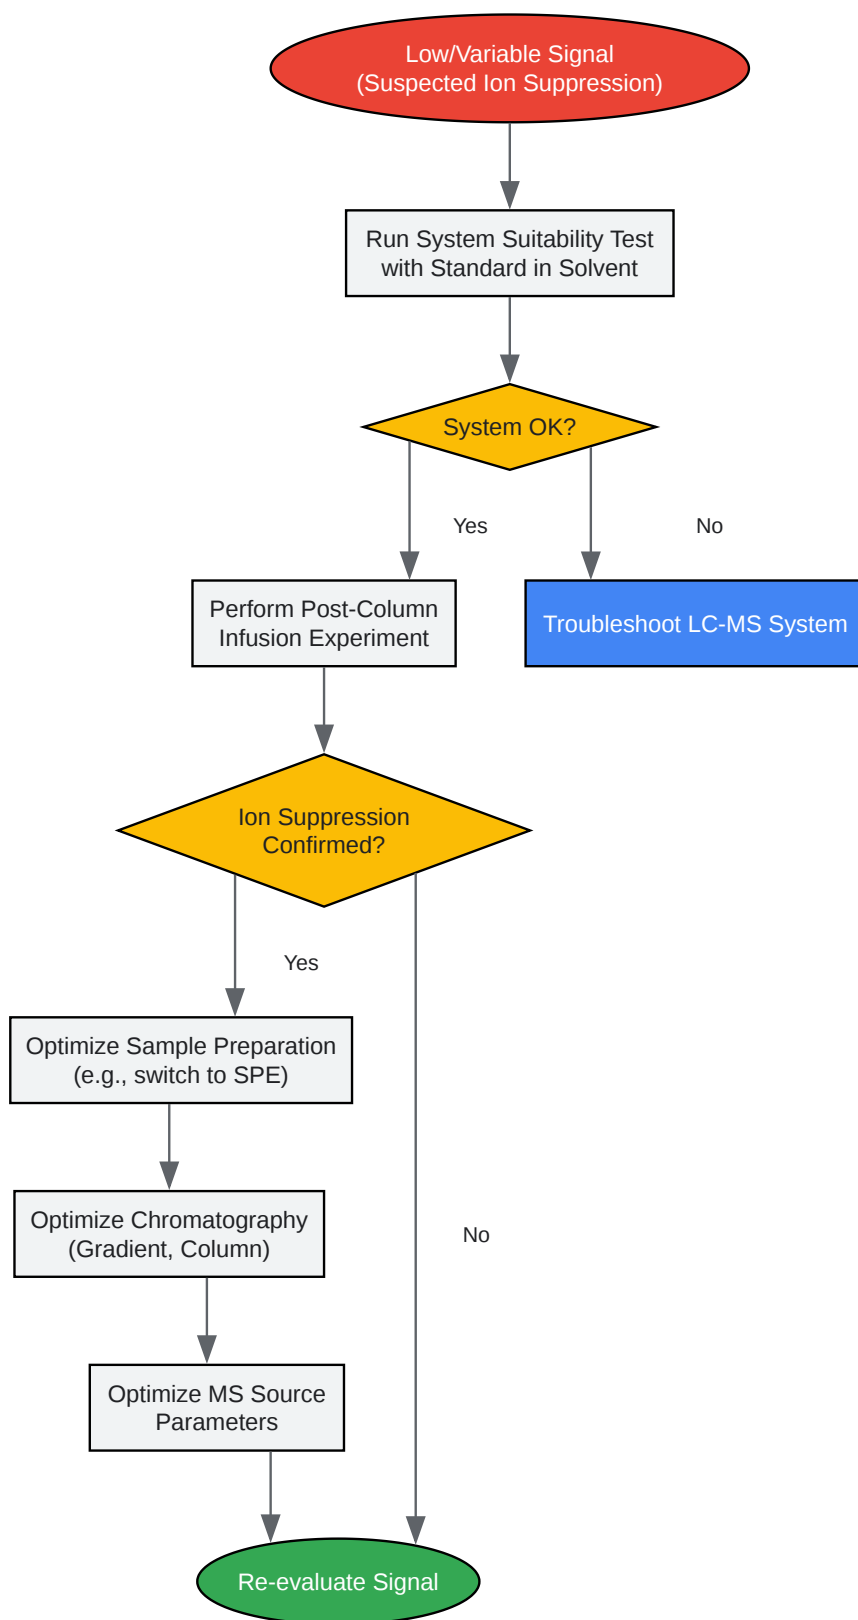 Low/Variable Signal
(Suspected Ion Suppression)
Run System Suitability Test
with Standard in Solvent
System OK?
Yes
No
Perform Post-Column
Infusion Experiment
Troubleshoot LC-MS System
Ion Suppression
Confirmed?
Yes
Optimize Sample Preparation
(e.g., switch to SPE)
Optimize Chromatography
(Gradient, Column)
No
Optimize MS Source
Parameters
Re-evaluate Signal